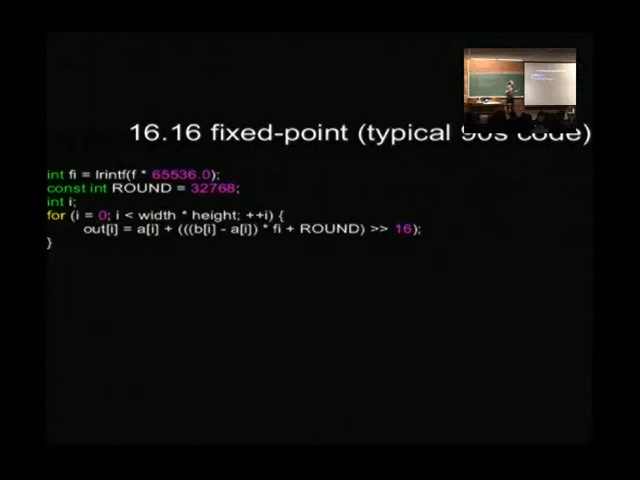 16.16 fixed-point (typical 90s code)
int fi = lrintf(f * 65536.0);
const int ROUND = 32768;
int i;
for (i = 0; i < width * height; ++i) {
out[i] = a[i] + (((b[i] - a[i]) * fi + ROUND) >> 16);
}